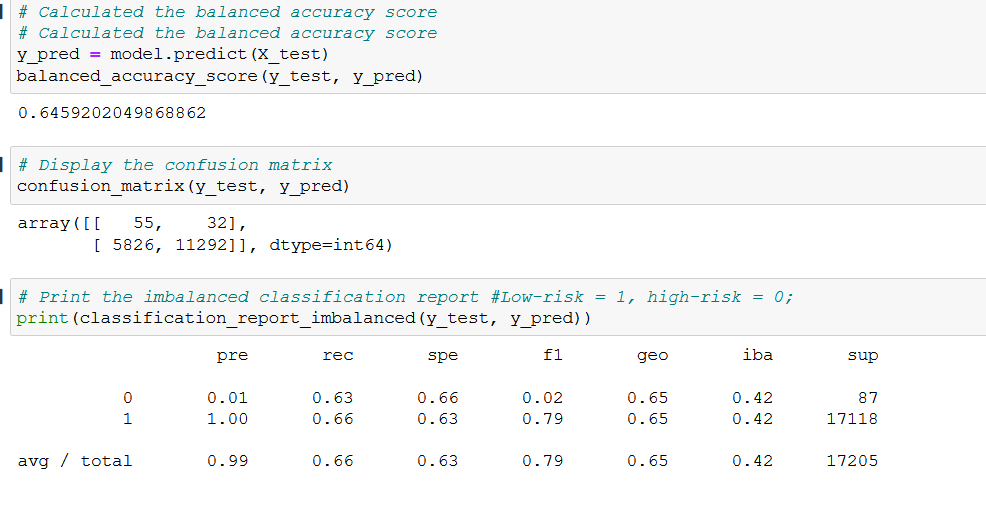 # Calculated the balanced accuracy score
# Calculated the balanced accuracy score
y_pred = model.predict(X_test)
balanced_accuracy_score(y_test, y_pred)
0.6459202049868862
# Display the confusion matrix
confusion_matrix(y_test, y_pred)
array([[   55,    32],
       [ 5826, 11292]], dtype=int64)
# Print the imbalanced classification report #Low-risk = 1, high-risk = 0;
print(classification_report_imbalanced(y_test, y_pred))
pre rec spe f1 geo iba sup
0 0.01 0.63 0.66 0.02 0.65 0.42 87
1 1.00 0.66 0.63 0.79 0.65 0.42 17118
avg / total 0.99 0.66 0.63 0.79 0.65 0.42 17205